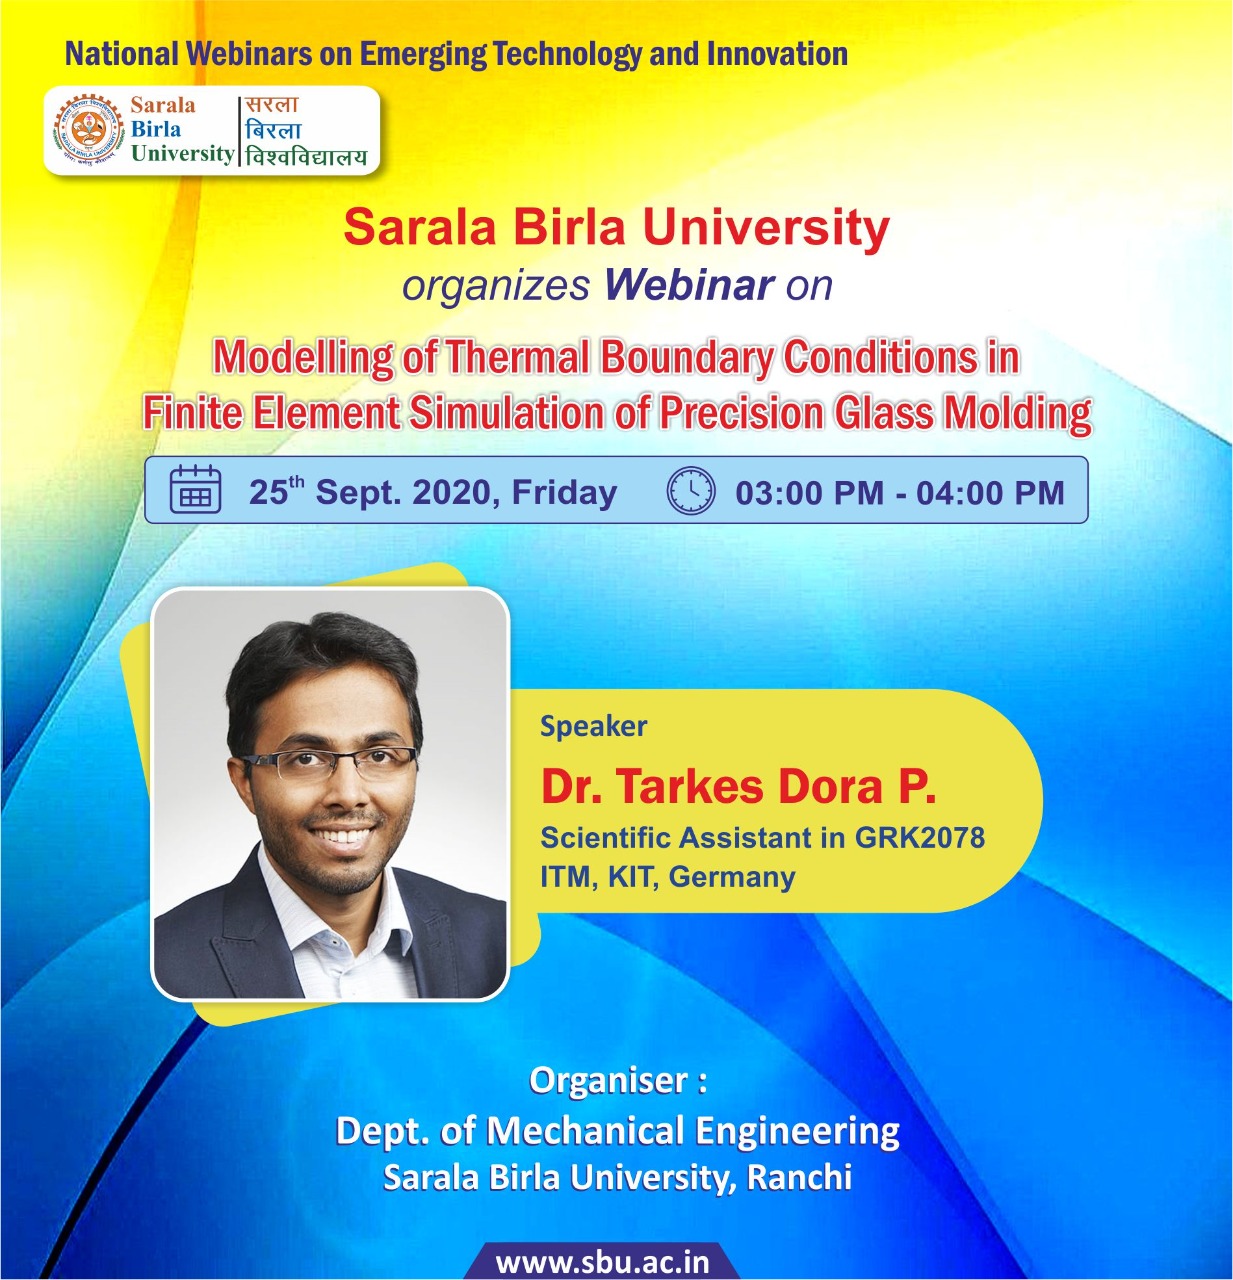 National Webinars on Emerging Technology and Innovation
Sarala
Birla
University
सरला
बिरला
विश्वविद्यालय
Sarala Birla University
organizes Webinar on
Modelling of Thermal Boundary Conditions in
Finite Element Simulation of Precision Glass Molding
25th Sept. 2020, Friday
03:00 PM - 04:00 PM
Speaker
Dr. Tarkes Dora P.
Scientific Assistant in GRK2078
ITM, KIT, Germany
Organiser :
Dept. of Mechanical Engineering
Sarala Birla University, Ranchi
www.sbu.ac.in